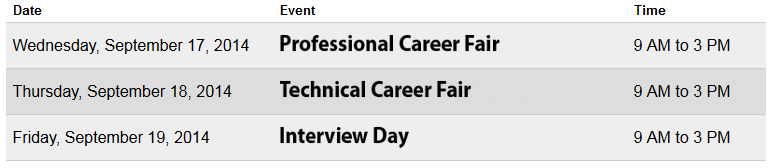 Date Event Time
Wednesday, September 17, 2014 Professional Career Fair 9 AM to 3 PM
Thursday, September 18, 2014 Technical Career Fair 9 AM to 3 PM
Friday, September 19, 2014 Interview Day 9 AM to 3 PM